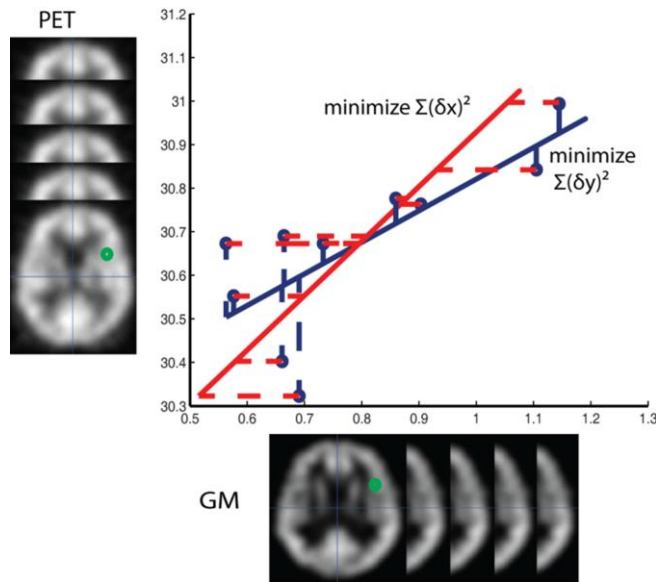 PET
31.2
31.1
31
30.9
30.8
30.7
30.6
30.5
30.4
30.3
minimize Σ(δx)²
minimize
Σ(δy)²
0.5 0.6 0.7 0.8 0.9 1 1.1 1.2 1.3
GM